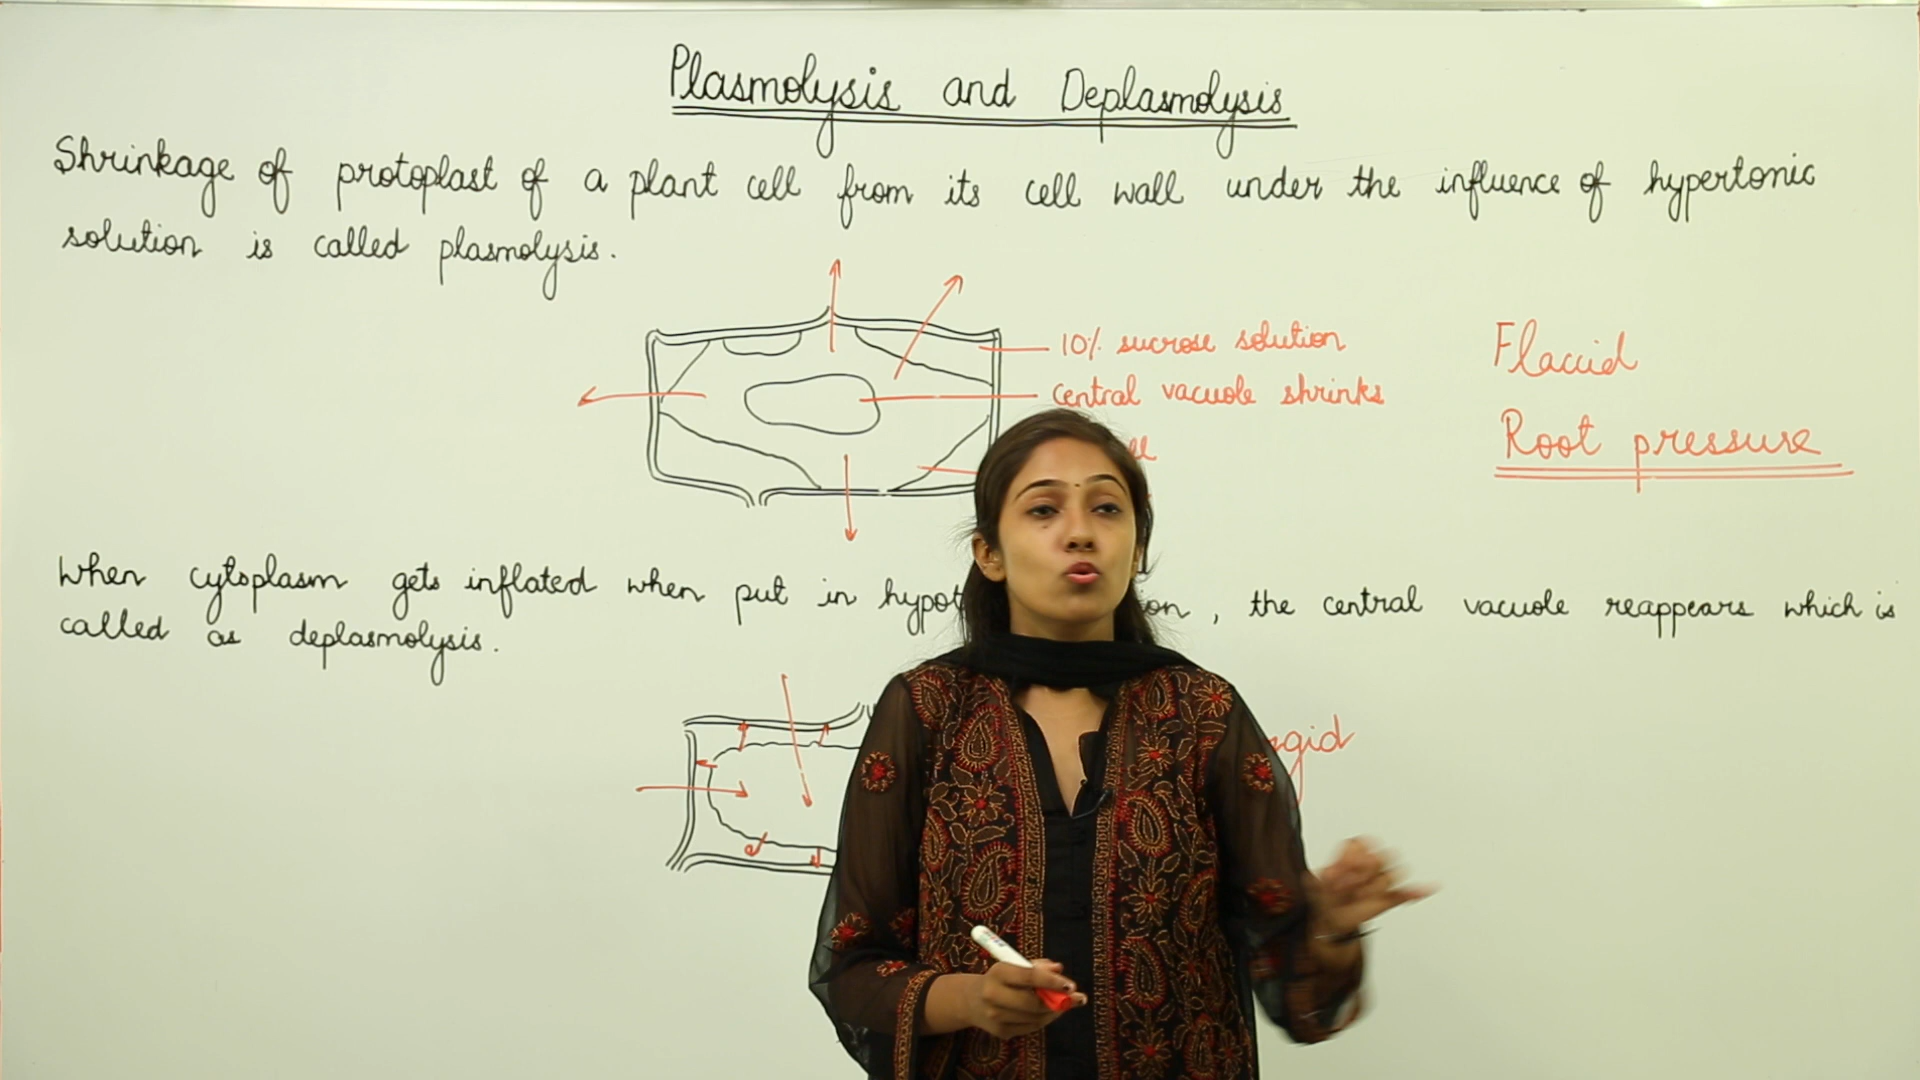 Plasmolysis and Deplasmolysis
Shrinkage of protoplast of a plant cell from its cell wall under the influence of hypertonic
solution is called plasmolysis.
10% sucrose solution
Central vacuole shrinks
Flaccid
Root pressure
When cytoplasm gets inflated when put in , the central vacuole reappears which is
called as deplasmolysis.